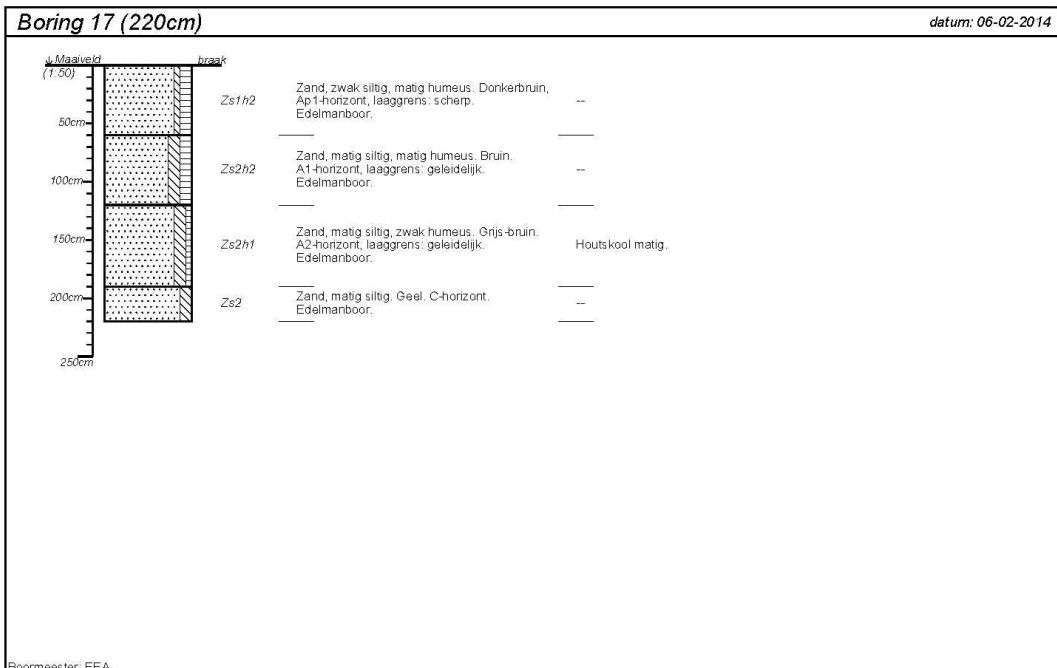 Boring 17 (220cm)
datum: 06-02-2014
↓ Maaiveld
braak
(1:50)
Zs1h2
Zand, zwak siltig, matig humeus. Donkerbruin,
Ap1-horizont, laaggrens: scherp.
Edelmanboor.
--
50cm
Zs2h2
Zand, matig siltig, matig humeus. Bruin.
A1-horizont, laaggrens: geleidelijk.
Edelmanboor.
--
100cm
150cm
Zs2h1
Zand, matig siltig, zwak humeus. Grijs-bruin.
A2-horizont, laaggrens: geleidelijk.
Edelmanboor.
Houtskool matig.
200cm
Zs2
Zand, matig siltig. Geel. C-horizont.
Edelmanboor.
--
250cm
Boormeester: EEA